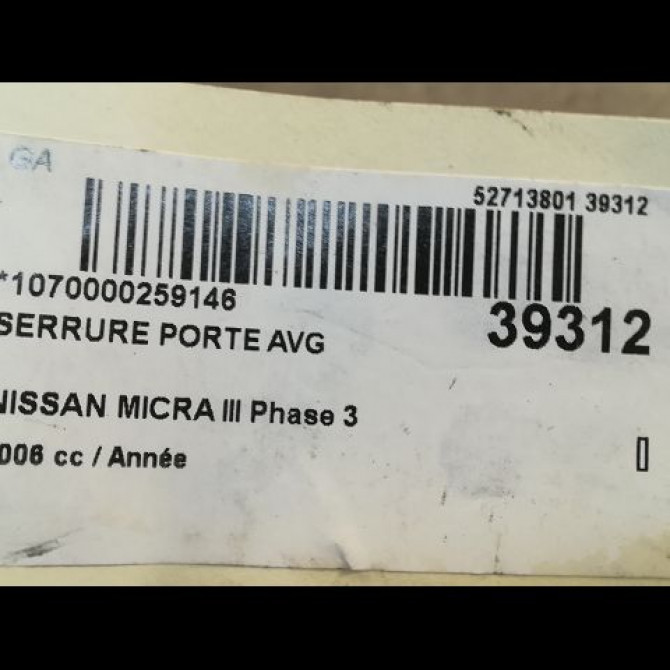 GA
52713801 39312
*1070000259146
39312
SERRURE PORTE AVG
NISSAN MICRA III Phase 3
006 cc / Année